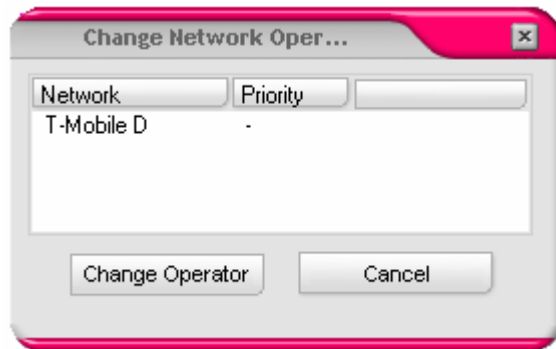 Change Network Oper...
Network Priority
T-Mobile D -
Change Operator Cancel